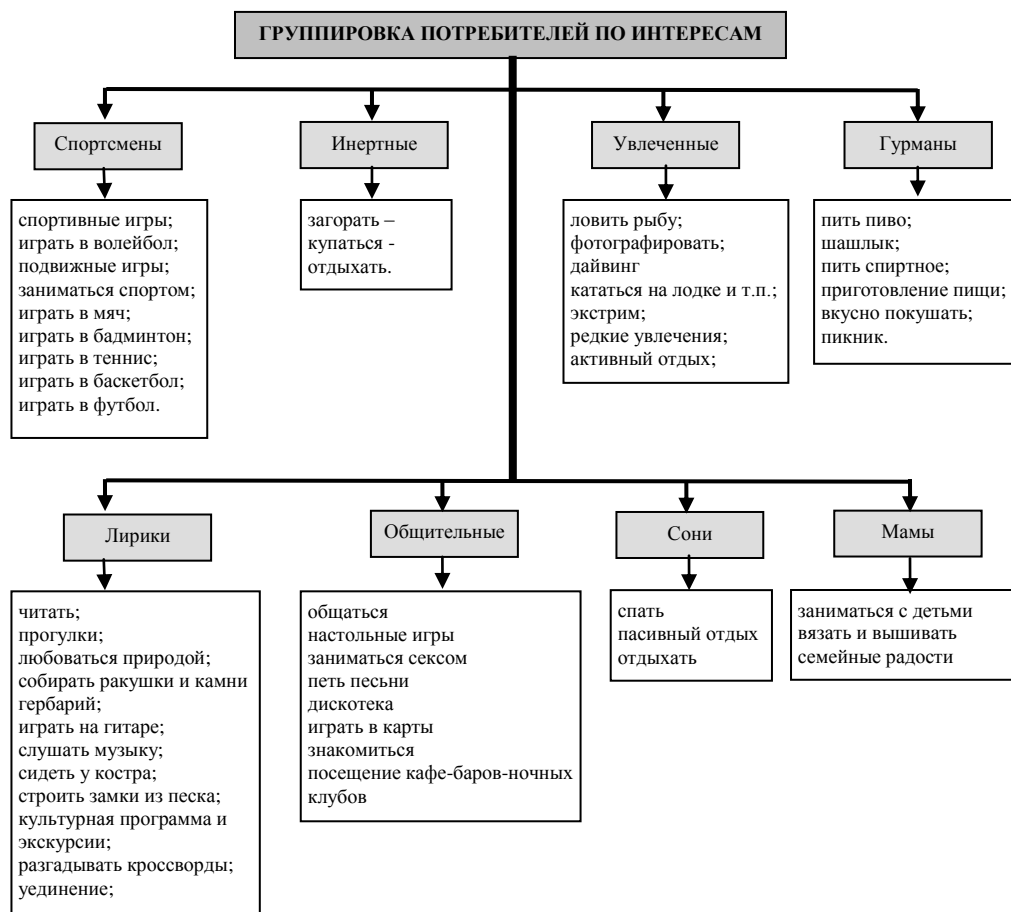 ГРУППИРОВКА ПОТРЕБИТЕЛЕЙ ПО ИНТЕРЕСАМ
Спортсмены
спортивные игры;
играть в волейбол;
подвижные игры;
заниматься спортом;
играть в мяч;
играть в бадминтон;
играть в теннис;
играть в баскетбол;
играть в футбол.
Инертные
загорать –
купаться -
отдыхать.
Увлеченные
ловить рыбу;
фотографировать;
дайвинг
кататься на лодке и т.п.;
экстрим;
редкие увлечения;
активный отдых;
Гурманы
пить пиво;
шашлык;
пить спиртное;
приготовление пищи;
вкусно покушать;
пикник.
Лирики
читать;
прогулки;
любоваться природой;
собирать ракушки и камни
гербарий;
играть на гитаре;
слушать музыку;
сидеть у костра;
строить замки из песка;
культурная программа и
экскурсии;
разгадывать кроссворды;
уединение;
Общительные
общаться
настольные игры
заниматься сексом
петь песьни
дискотека
играть в карты
знакомиться
посещение кафе-баров-ночных
клубов
Сони
спать
пасивный отдых
отдыхать
Мамы
заниматься с детьми
вязать и вышивать
семейные радости